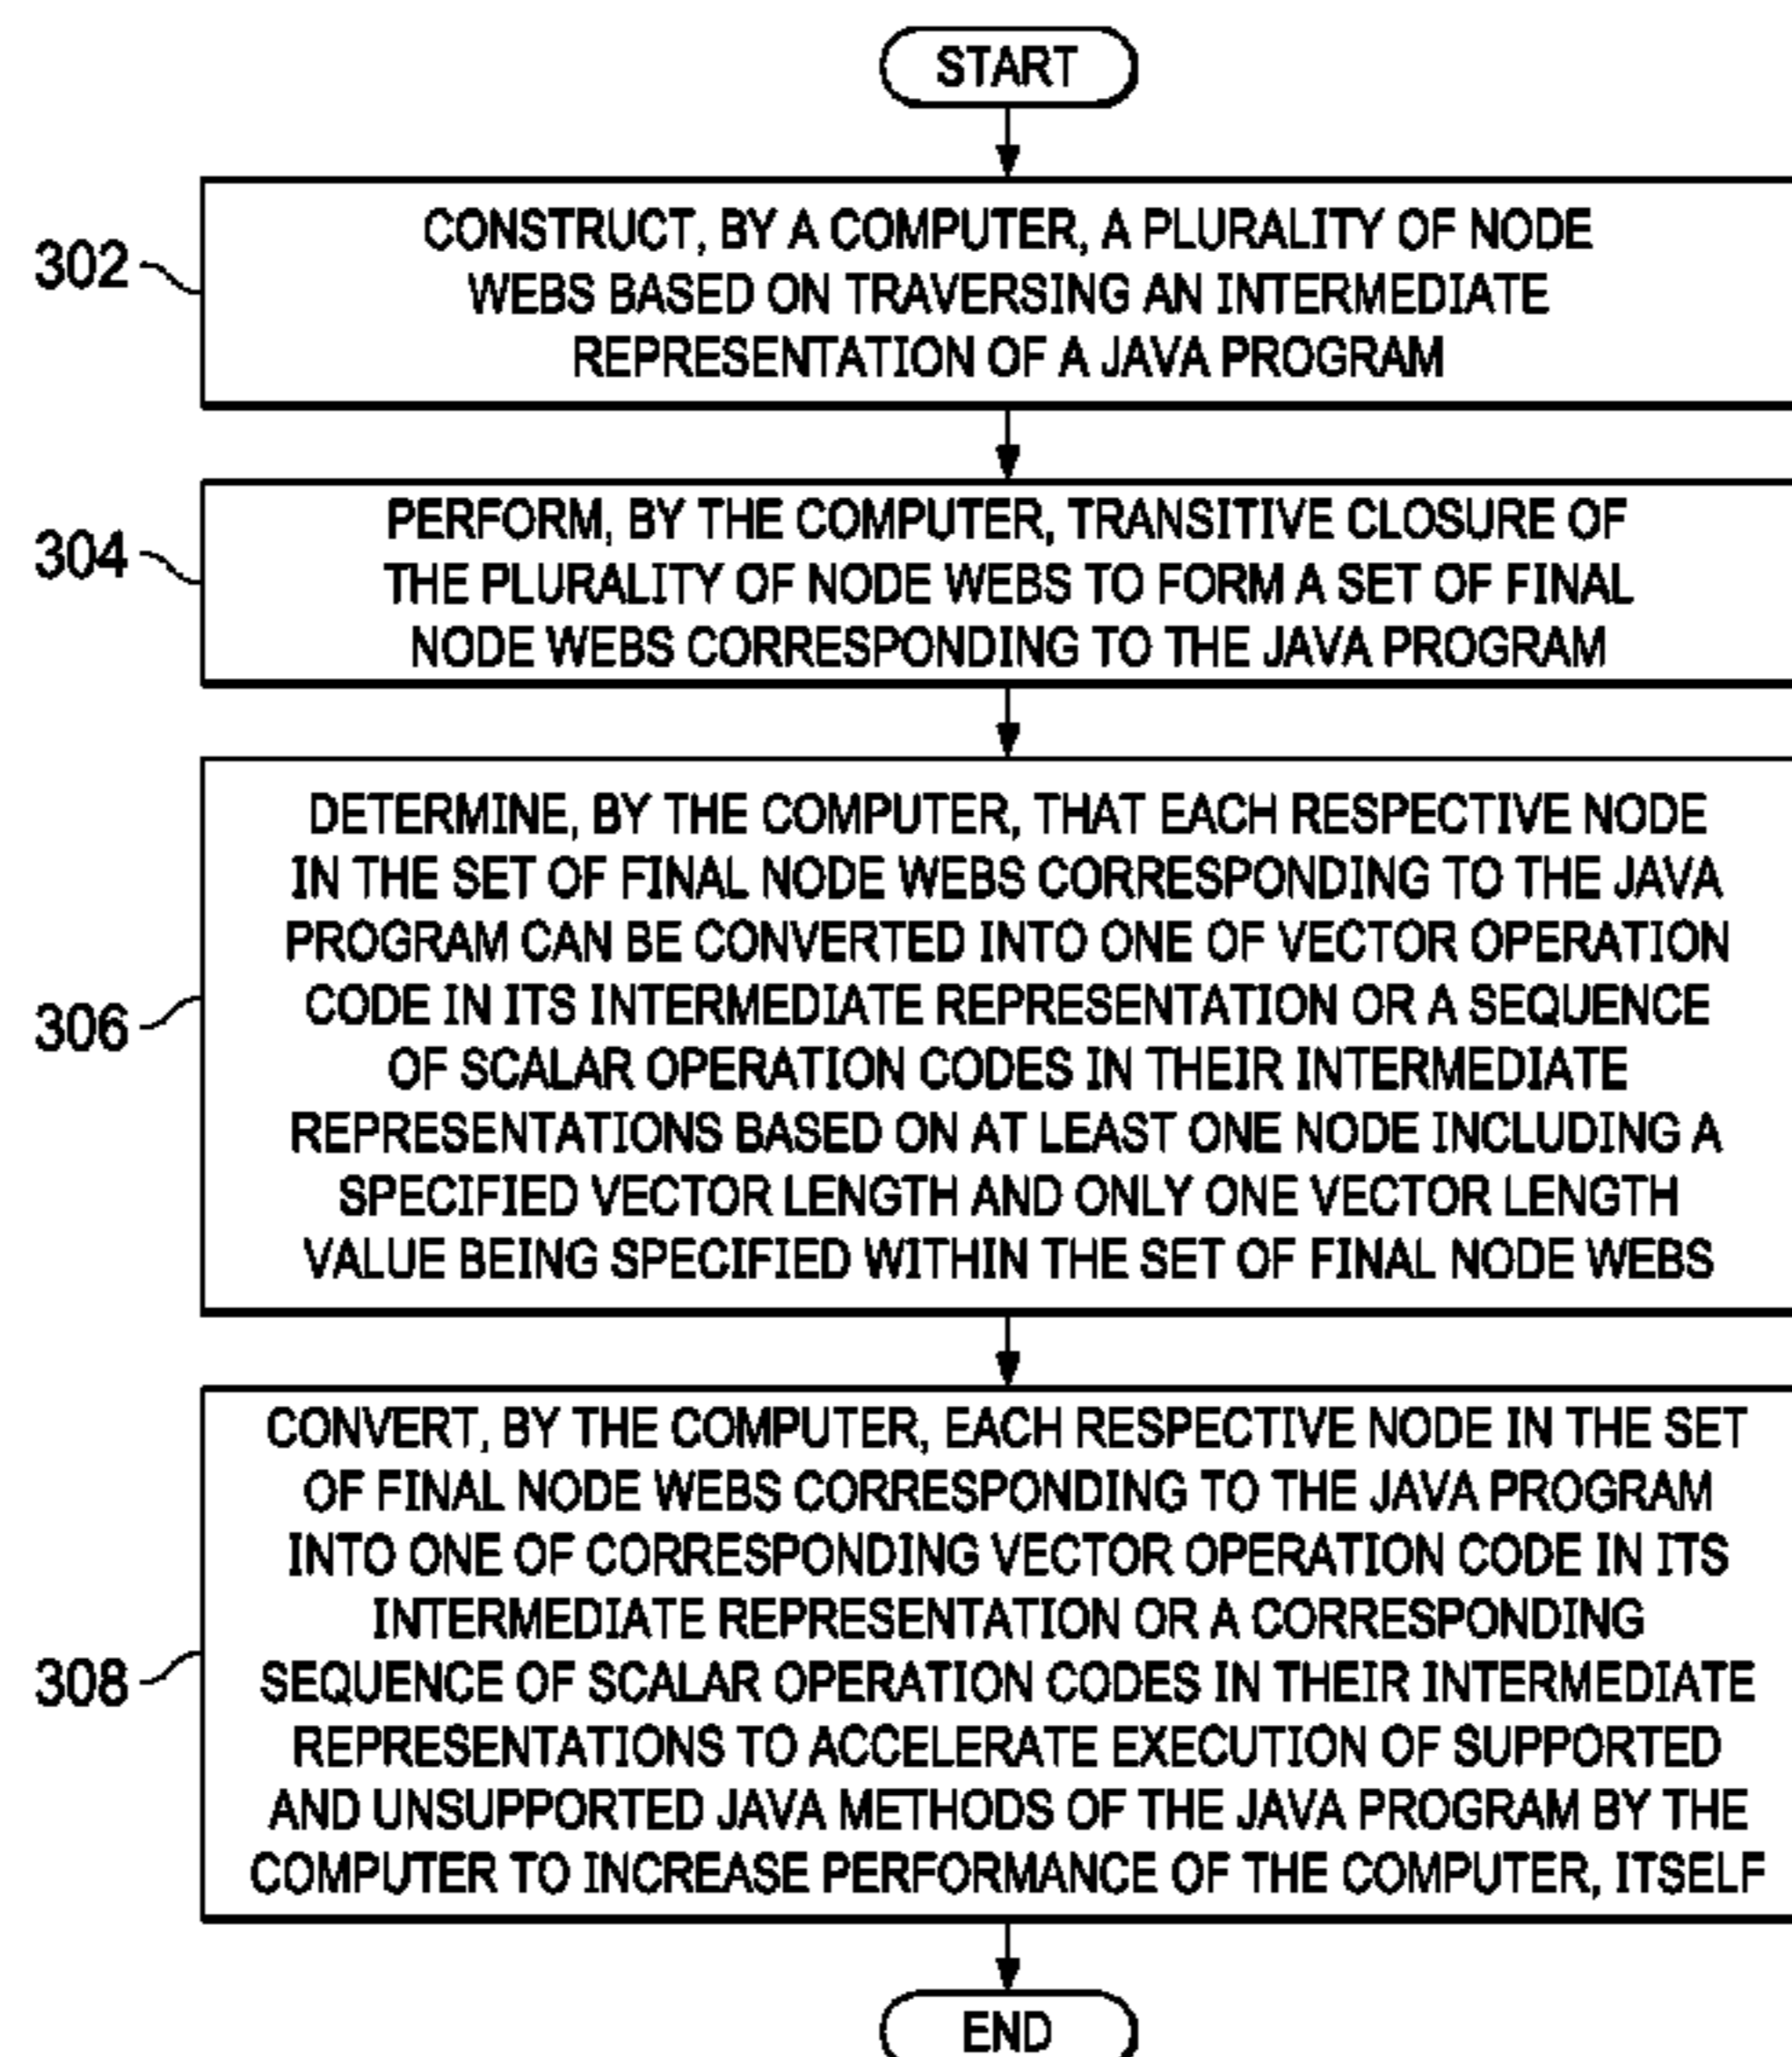 START
302
CONSTRUCT, BY A COMPUTER, A PLURALITY OF NODE
WEBS BASED ON TRAVERSING AN INTERMEDIATE
REPRESENTATION OF A JAVA PROGRAM
304
PERFORM, BY THE COMPUTER, TRANSITIVE CLOSURE OF
THE PLURALITY OF NODE WEBS TO FORM A SET OF FINAL
NODE WEBS CORRESPONDING TO THE JAVA PROGRAM
306
DETERMINE, BY THE COMPUTER, THAT EACH RESPECTIVE NODE
IN THE SET OF FINAL NODE WEBS CORRESPONDING TO THE JAVA
PROGRAM CAN BE CONVERTED INTO ONE OF VECTOR OPERATION
CODE IN ITS INTERMEDIATE REPRESENTATION OR A SEQUENCE
OF SCALAR OPERATION CODES IN THEIR INTERMEDIATE
REPRESENTATIONS BASED ON AT LEAST ONE NODE INCLUDING A
SPECIFIED VECTOR LENGTH AND ONLY ONE VECTOR LENGTH
VALUE BEING SPECIFIED WITHIN THE SET OF FINAL NODE WEBS
308
CONVERT, BY THE COMPUTER, EACH RESPECTIVE NODE IN THE SET
OF FINAL NODE WEBS CORRESPONDING TO THE JAVA PROGRAM
INTO ONE OF CORRESPONDING VECTOR OPERATION CODE IN ITS
INTERMEDIATE REPRESENTATION OR A CORRESPONDING
SEQUENCE OF SCALAR OPERATION CODES IN THEIR INTERMEDIATE
REPRESENTATIONS TO ACCELERATE EXECUTION OF SUPPORTED
AND UNSUPPORTED JAVA METHODS OF THE JAVA PROGRAM BY THE
COMPUTER TO INCREASE PERFORMANCE OF THE COMPUTER, ITSELF
END